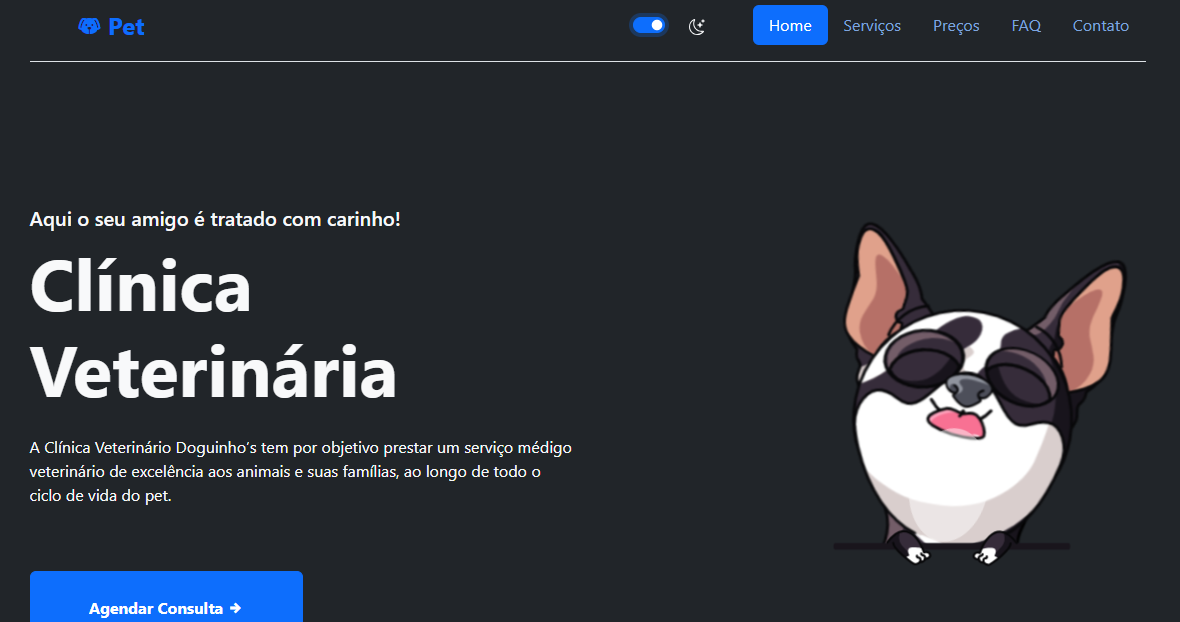 Pet
Home Serviços Preços FAQ Contato
Aqui o seu amigo é tratado com carinho!
Clínica
Veterinária
A Clínica Veterinário Doguinho’s tem por objetivo prestar um serviço médigo
veterinário de excelência aos animais e suas famílias, ao longo de todo o
ciclo de vida do pet.
Agendar Consulta